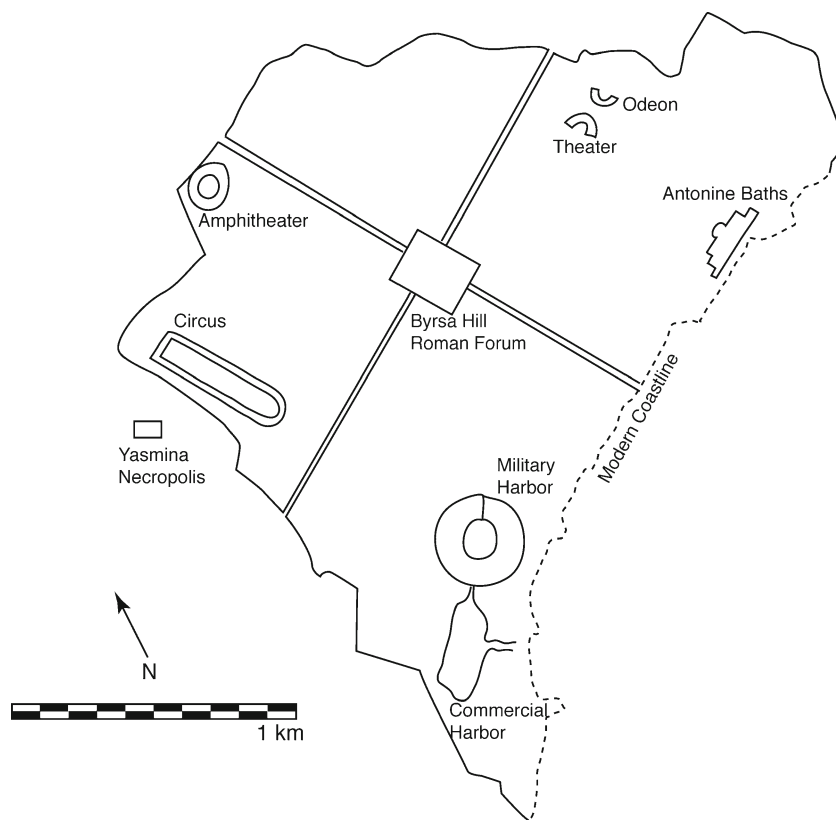 Odeon
Theater
Antonine Baths
Amphitheater
Circus
Byrsa Hill
Roman Forum
Modern Coastline
Yasmina
Necropolis
Military
Harbor
N
Commercial
Harbor
1 km